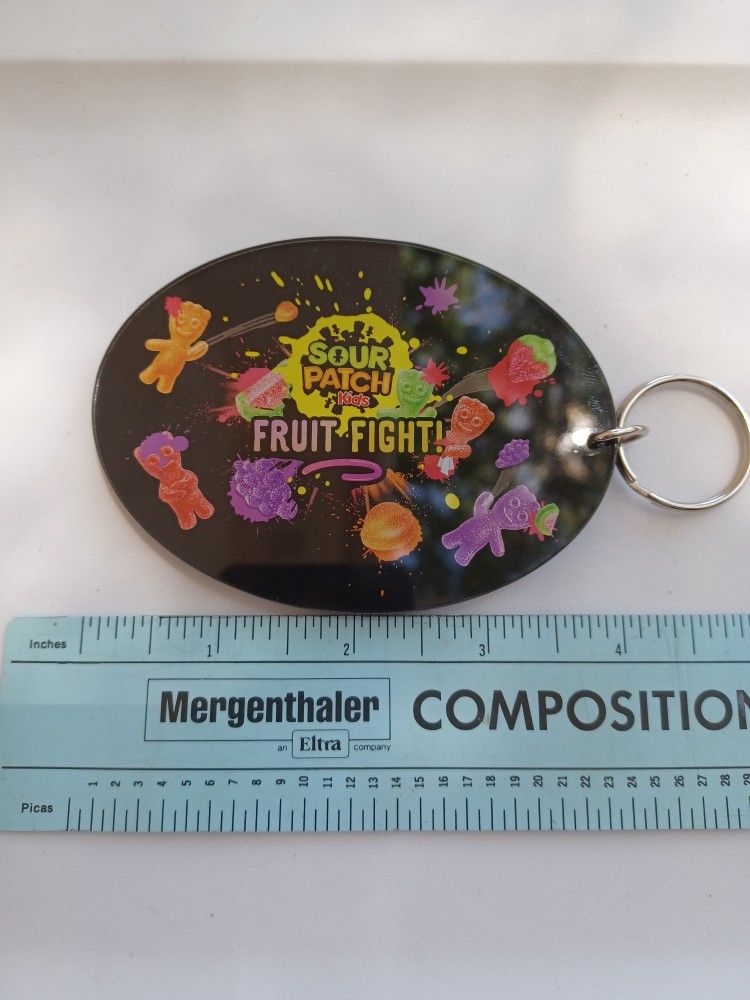 SOUR
PATCH
Kids
FRUIT FIGHT!
Inches 1 2 3 4
Mergenthaler
an Eltra company
COMPOSITION
1 2 3 4 5 6 7 8 9 10 11 12 13 14 15 16 17 18 19 20 21 22 23 24 25 26 27 28 29
Picas